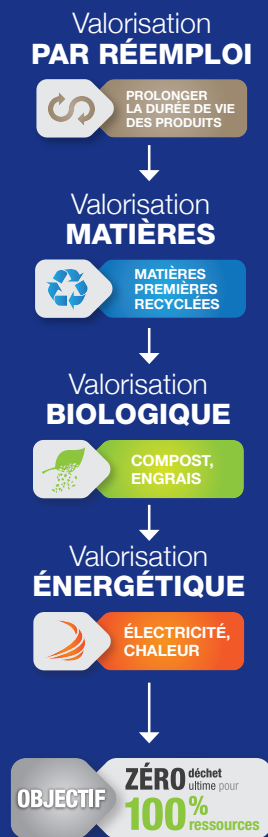 Valorisation
PAR RÉEMPLOI
PROLONGER
LA DURÉE DE VIE
DES PRODUITS
Valorisation
MATIÈRES
MATIÈRES
PREMIÈRES
RECYCLÉES
Valorisation
BIOLOGIQUE
COMPOST,
ENGRAIS
Valorisation
ÉNERGÉTIQUE
ÉLECTRICITÉ,
CHALEUR
OBJECTIF
ZÉRO déchet ultime pour
100% ressources